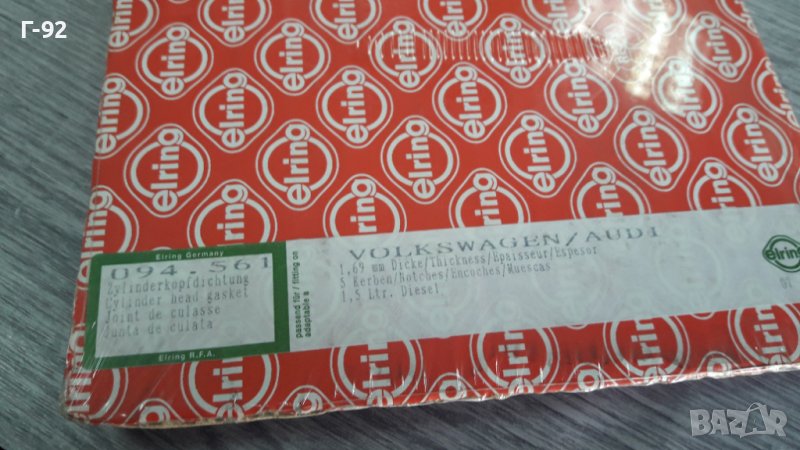 Г-92
Elring Germany
094.561
Zylinderkopfdichtung
Cylinder head gasket
Joint de culasse
Junta de culata
Elring R.F.A.
passend für / fitting on
adaptable a
VOLKSWAGEN/AUDI
1,69 mm Dicke/Thickness/Epaisseur/Espesor
5 Kerben/Notches/Encoches/Muescas
1,5 Ltr. Diesel
elring
BAZAR